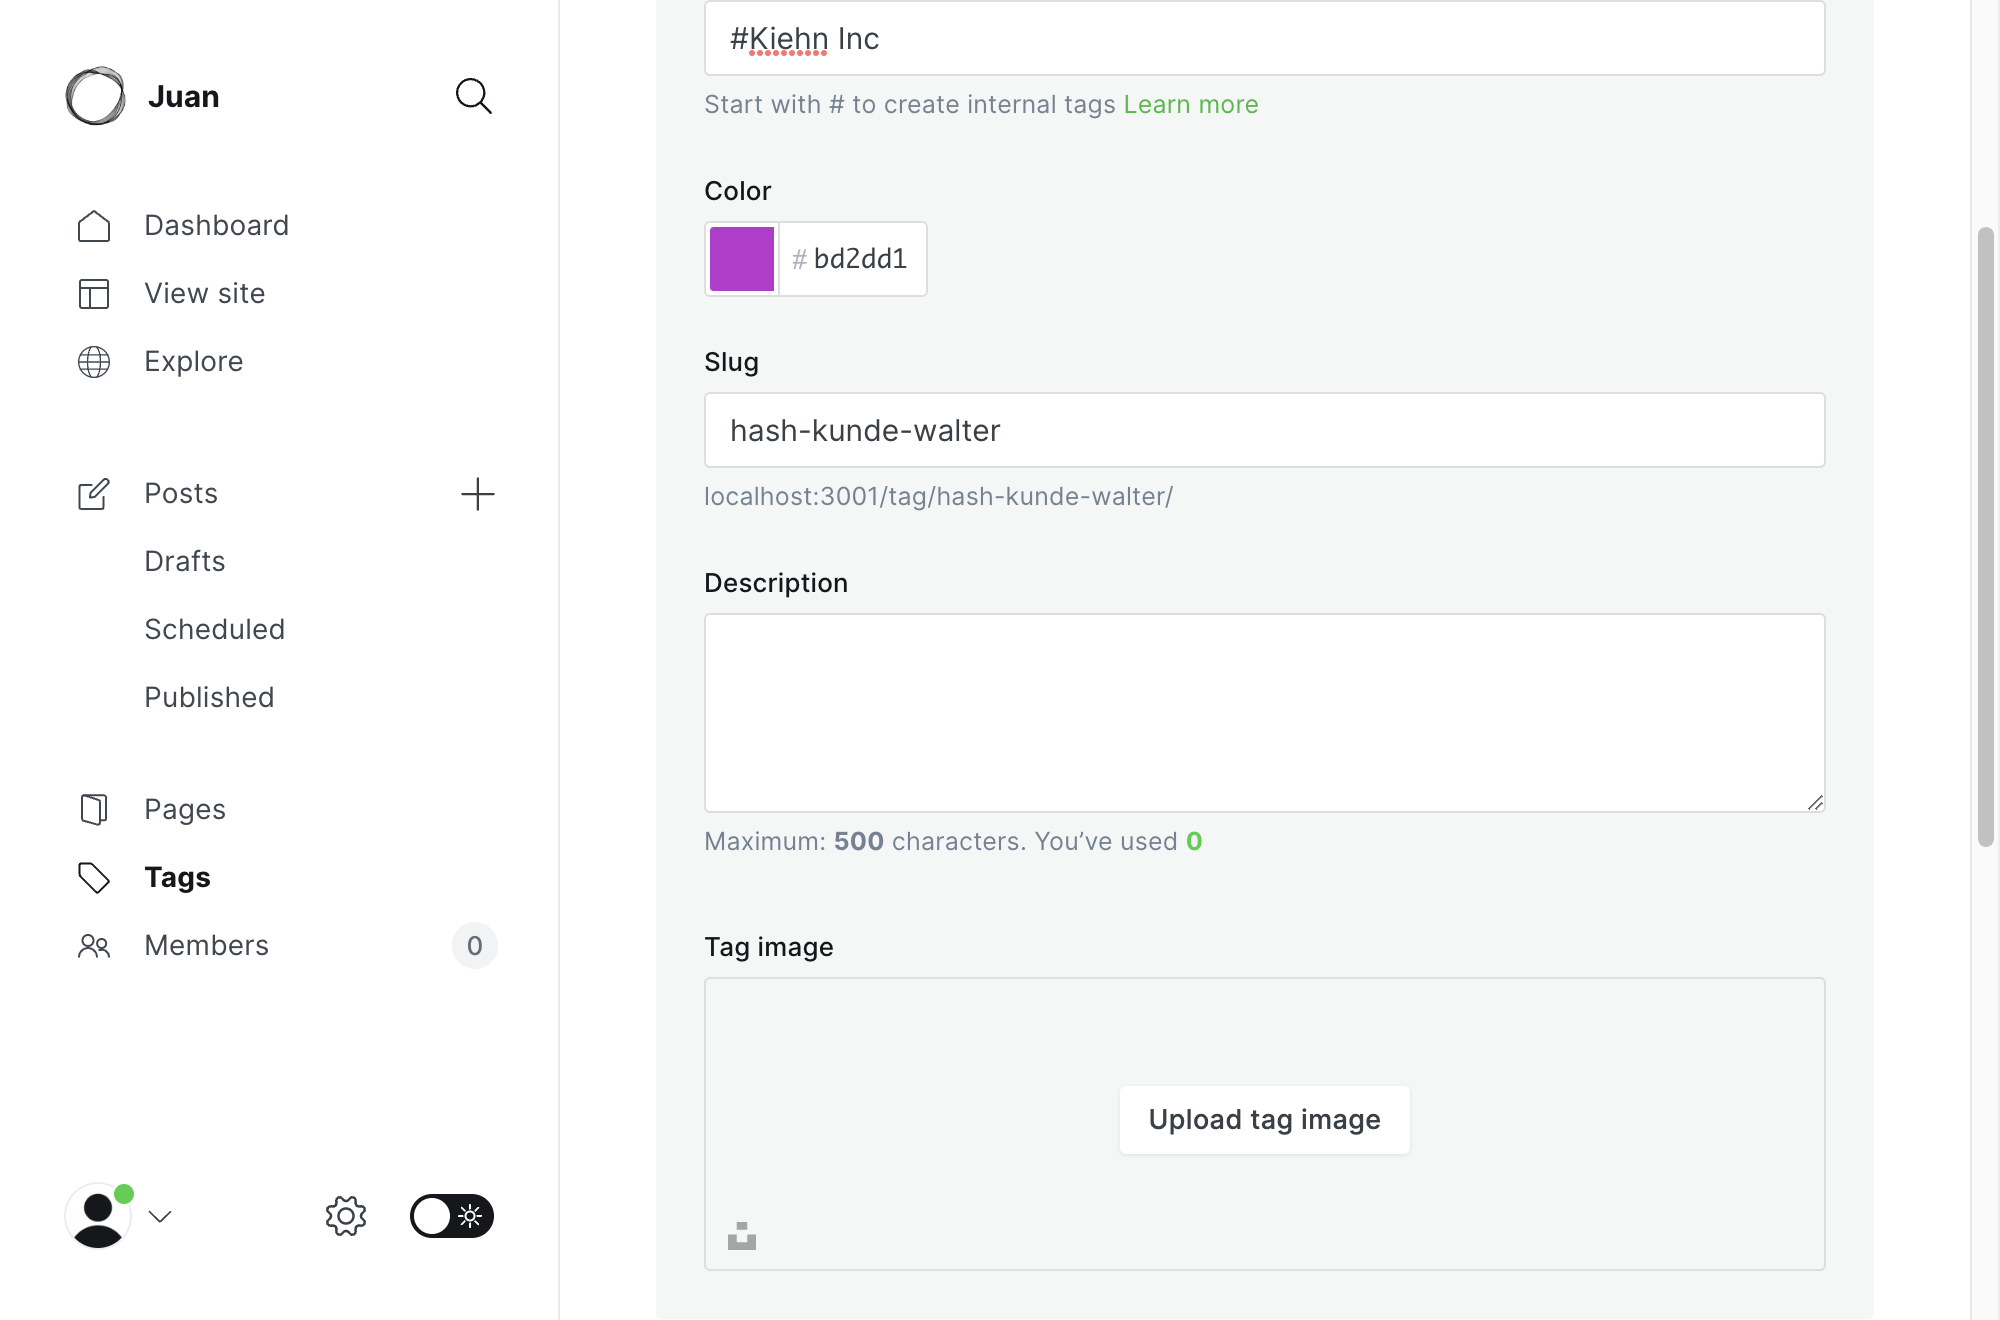 Juan
Dashboard
View site
Explore
Posts
Drafts
Scheduled
Published
Pages
Tags
Members
0
#Kiehn Inc
Start with # to create internal tags Learn more
Color
# bd2dd1
Slug
hash-kunde-walter
localhost:3001/tag/hash-kunde-walter/
Description
Maximum: 500 characters. You’ve used 0
Tag image
Upload tag image